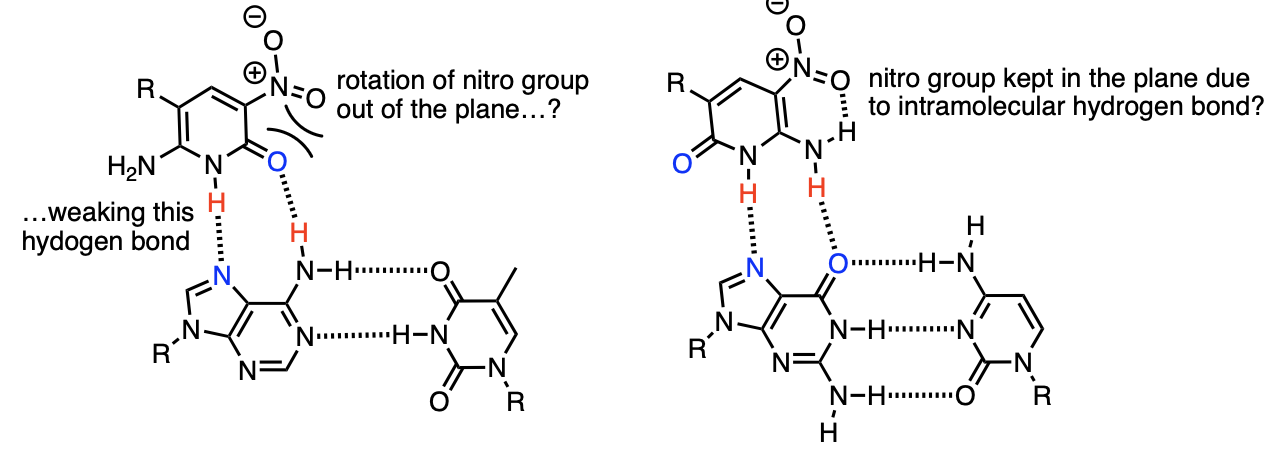 ⊖
O
⊕
N
O
R
rotation of nitro group
out of the plane…?
H₂N
N
O
H
…weaking this
hydogen bond
H
N
N
H
O
N
R
N
N
H
N
O
N
R
⊖
O
⊕
N
O
R
nitro group kept in the plane due
to intramolecular hydrogen bond?
H
O
N
N
H
H
H
N
O
H
N
N
R
N
H
N
N
N
H
O
N
R
H